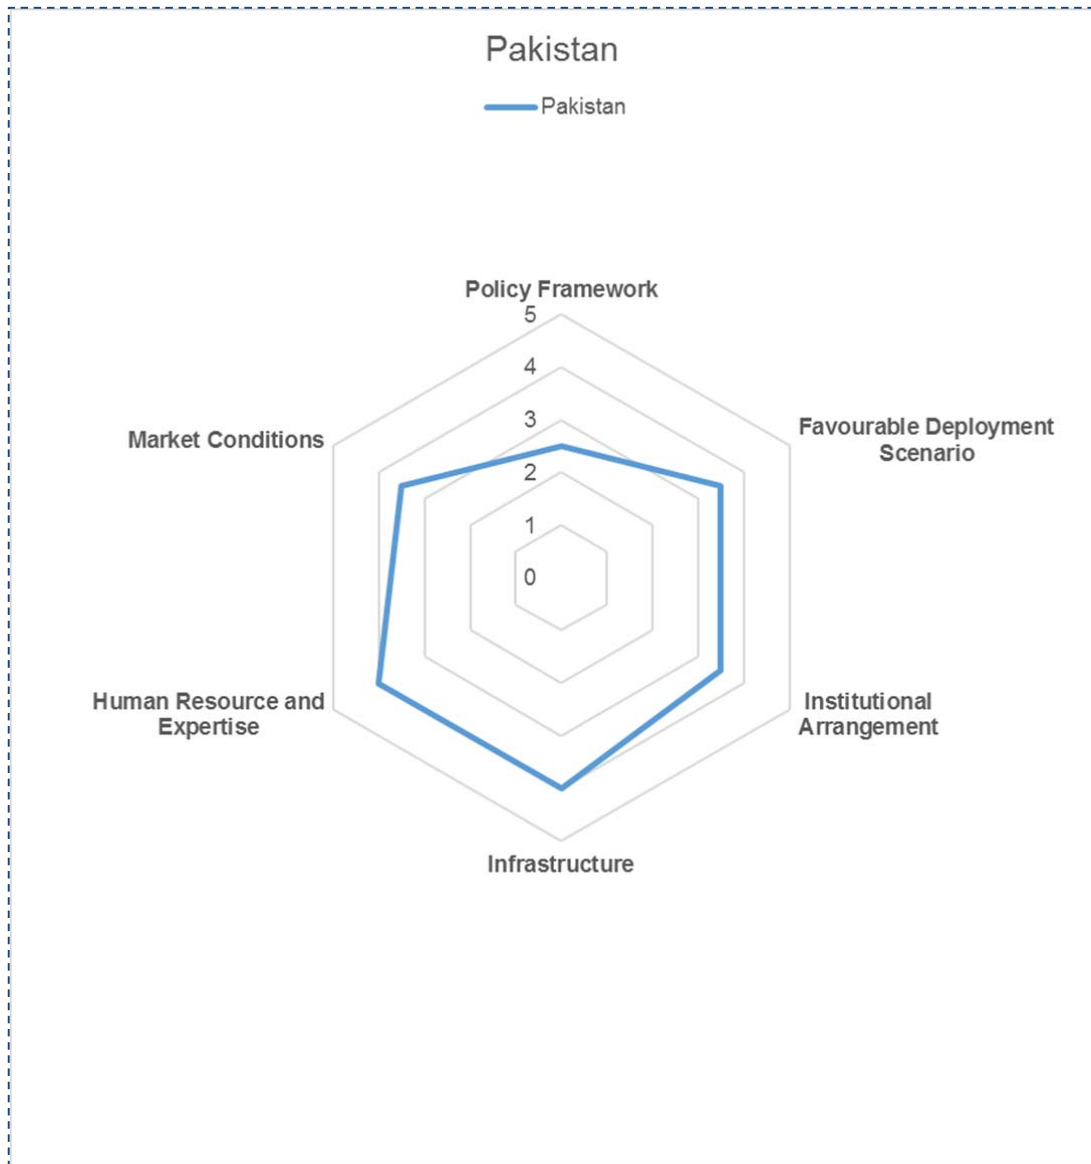 Pakistan
Pakistan
Policy Framework
5
4
3
2
1
0
Favourable Deployment
Scenario
Institutional
Arrangement
Infrastructure
Human Resource and
Expertise
Market Conditions